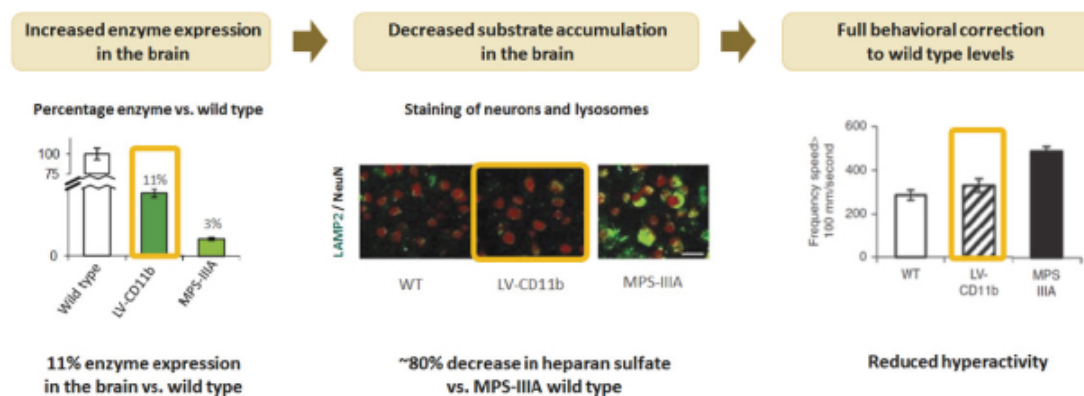 Increased enzyme expression
in the brain
Decreased substrate accumulation
in the brain
Full behavioral correction
to wild type levels
Percentage enzyme vs. wild type
100
75
0
11%
3%
Wild type
LV-CD11b
MPS-IIIA
Staining of neurons and lysosomes
LAMP2 / NeuN
WT
LV-CD11b
MPS-IIIA
Frequency speed>
100 mm/second
600
400
200
0
WT
LV-
CD11b
MPS
IIIA
11% enzyme expression
in the brain vs. wild type
~80% decrease in heparan sulfate
vs. MPS-IIIA wild type
Reduced hyperactivity